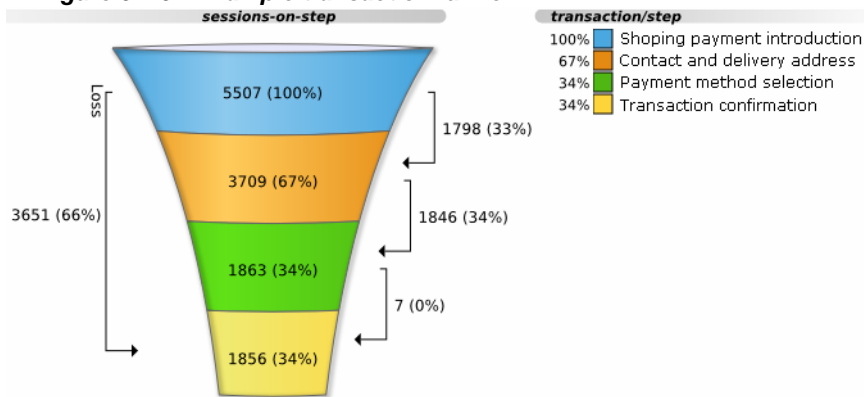 sessions-on-step
transaction/step
100% Shoping payment introduction
67% Contact and delivery address
34% Payment method selection
34% Transaction confirmation
Loss
5507 (100%)
1798 (33%)
3709 (67%)
3651 (66%)
1846 (34%)
1863 (34%)
7 (0%)
1856 (34%)